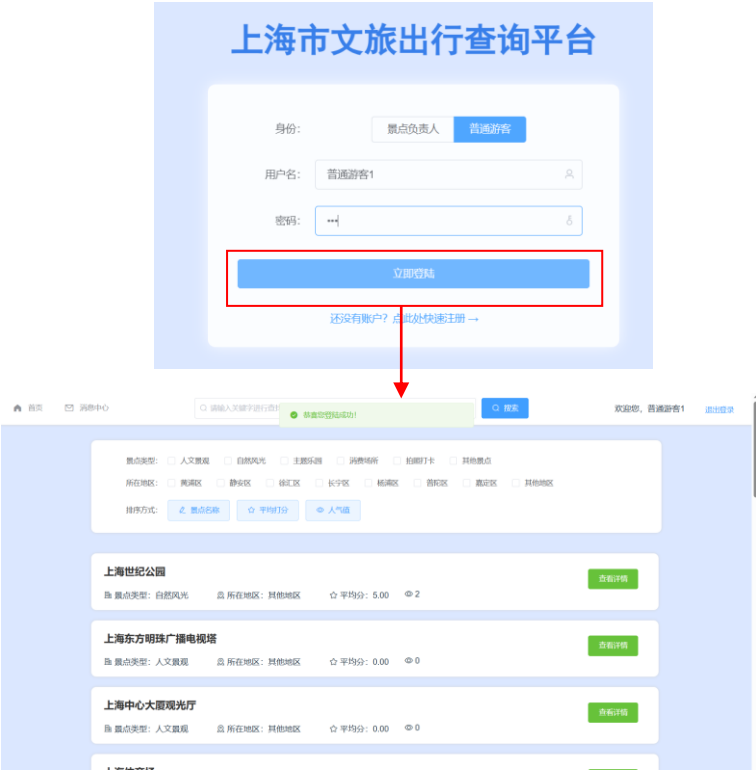 上海市文旅出行查询平台
身份： 景点负责人 普通游客
用户名： 普通游客1
密码： •••
立即登陆
还没有账户？点此处快速注册→
首页 消息中心 请输入关键字进行查找 恭喜您登陆成功！ 搜索 欢迎您，普通游客1 退出登录
景点类型： 人文景观 自然风光 主题乐园 消费场所 拍照打卡 其他景点
所在地区： 黄浦区 静安区 徐汇区 长宁区 杨浦区 普陀区 嘉定区 其他地区
排序方式： 景点名称 平均打分 人气值
上海世纪公园
景点类型：自然风光 所在地区：其他地区 平均分：5.00 2 查看详情
上海东方明珠广播电视塔
景点类型：人文景观 所在地区：其他地区 平均分：0.00 0 查看详情
上海中心大厦观光厅
景点类型：人文景观 所在地区：其他地区 平均分：0.00 0 查看详情